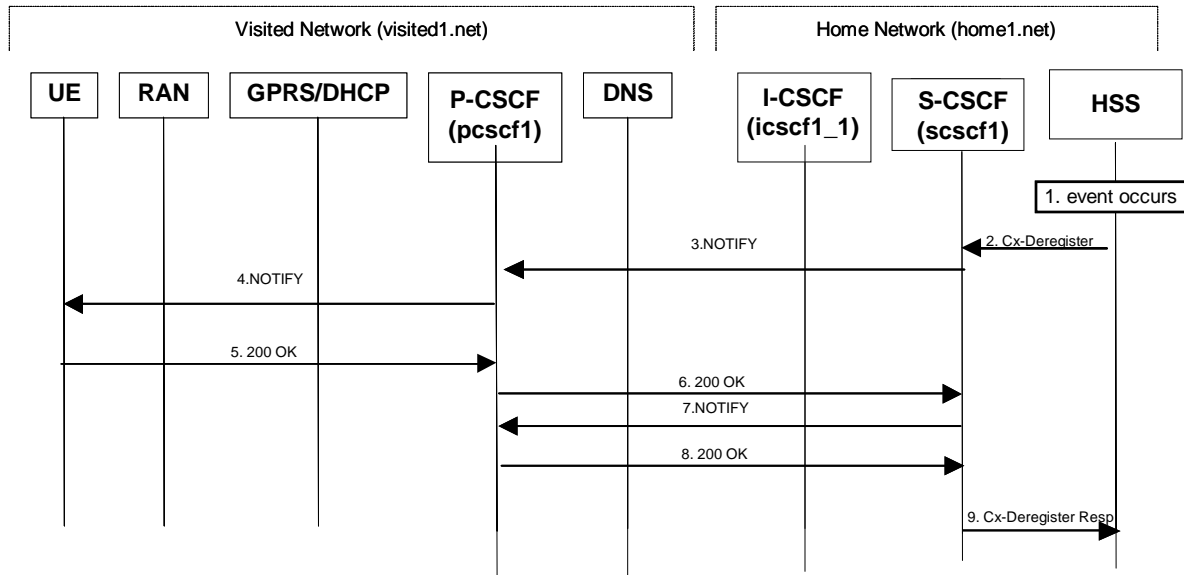 Visited Network (visited1.net)
Home Network (home1.net)
UE
RAN
GPRS/DHCP
P-CSCF
(pcscf1)
DNS
I-CSCF
(icscf1_1)
S-CSCF
(scscf1)
HSS
1. event occurs
2. Cx-Deregister
3.NOTIFY
4.NOTIFY
5. 200 OK
6. 200 OK
7.NOTIFY
8. 200 OK
9. Cx-Deregister Resp